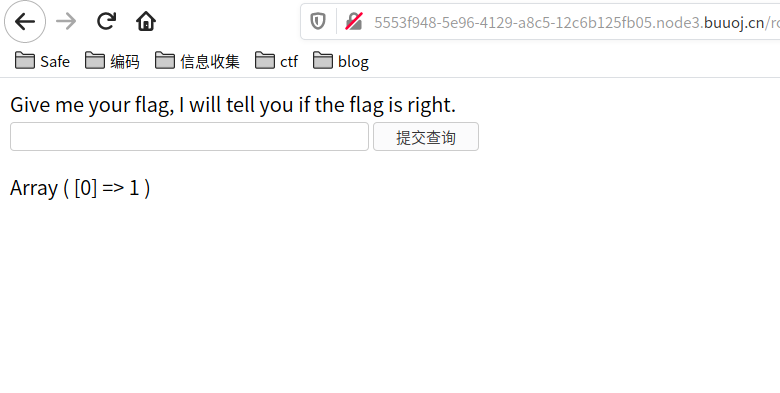 5553f948-5e96-4129-a8c5-12c6b125fb05.node3.buuoj.cn/ro
Safe 编码 信息收集 ctf blog
Give me your flag, I will tell you if the flag is right.
提交查询
Array ( [0] => 1 )